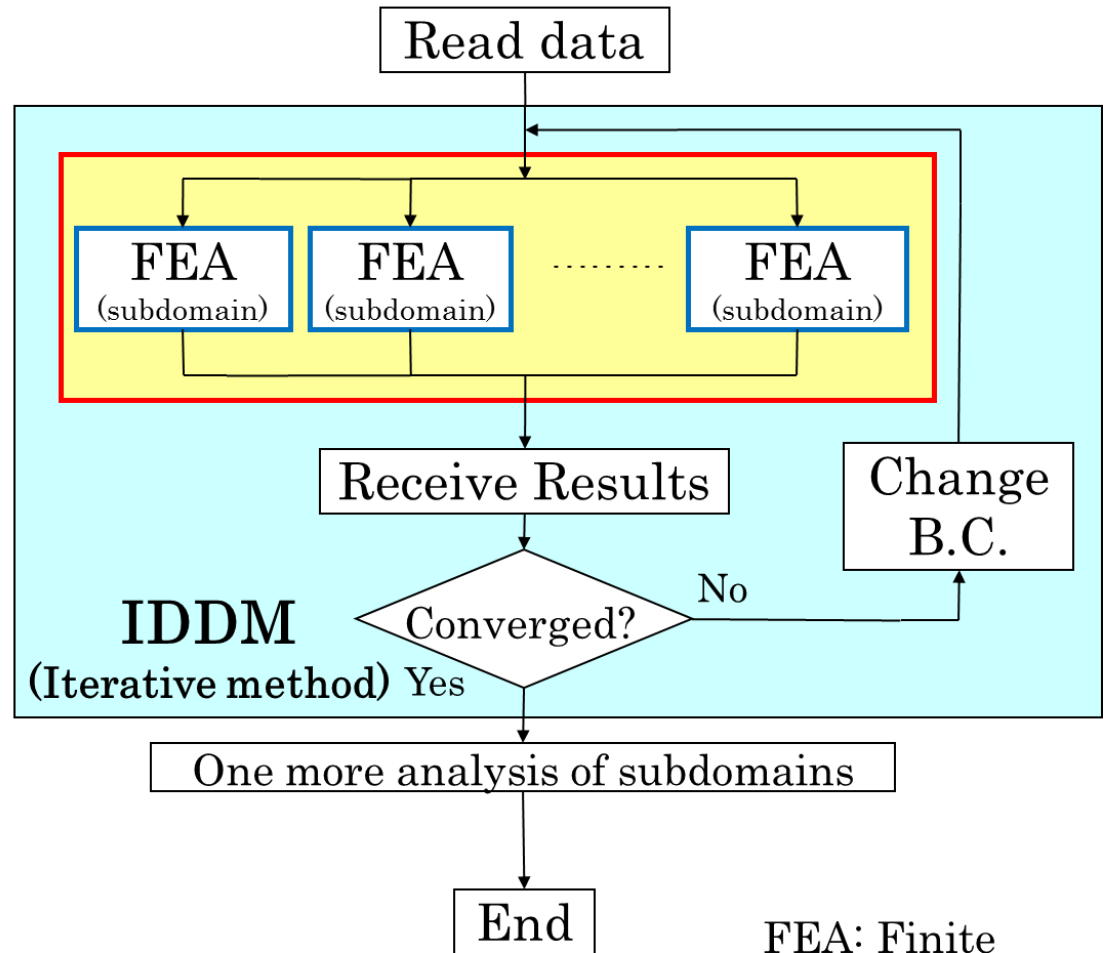 Read data
FEA
(subdomain)
FEA
(subdomain)
.........
FEA
(subdomain)
Receive Results
Change
B.C.
Converged?
No
Yes
IDDM
(Iterative method)
One more analysis of subdomains
End
FEA: Finite